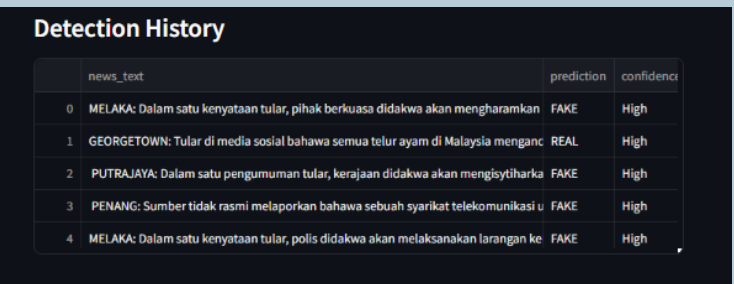 Detection History
news_text prediction confidence
0 MELAKA: Dalam satu kenyataan tular, pihak berkuasa didakwa akan mengharamkan FAKE High
1 GEORGETOWN: Tular di media sosial bahawa semua telur ayam di Malaysia menganc REAL High
2 PUTRAJAYA: Dalam satu pengumuman tular, kerajaan didakwa akan mengisytiharka FAKE High
3 PENANG: Sumber tidak rasmi melaporkan bahawa sebuah syarikat telekomunikasi u FAKE High
4 MELAKA: Dalam satu kenyataan tular, polis didakwa akan melaksanakan larangan ke FAKE High